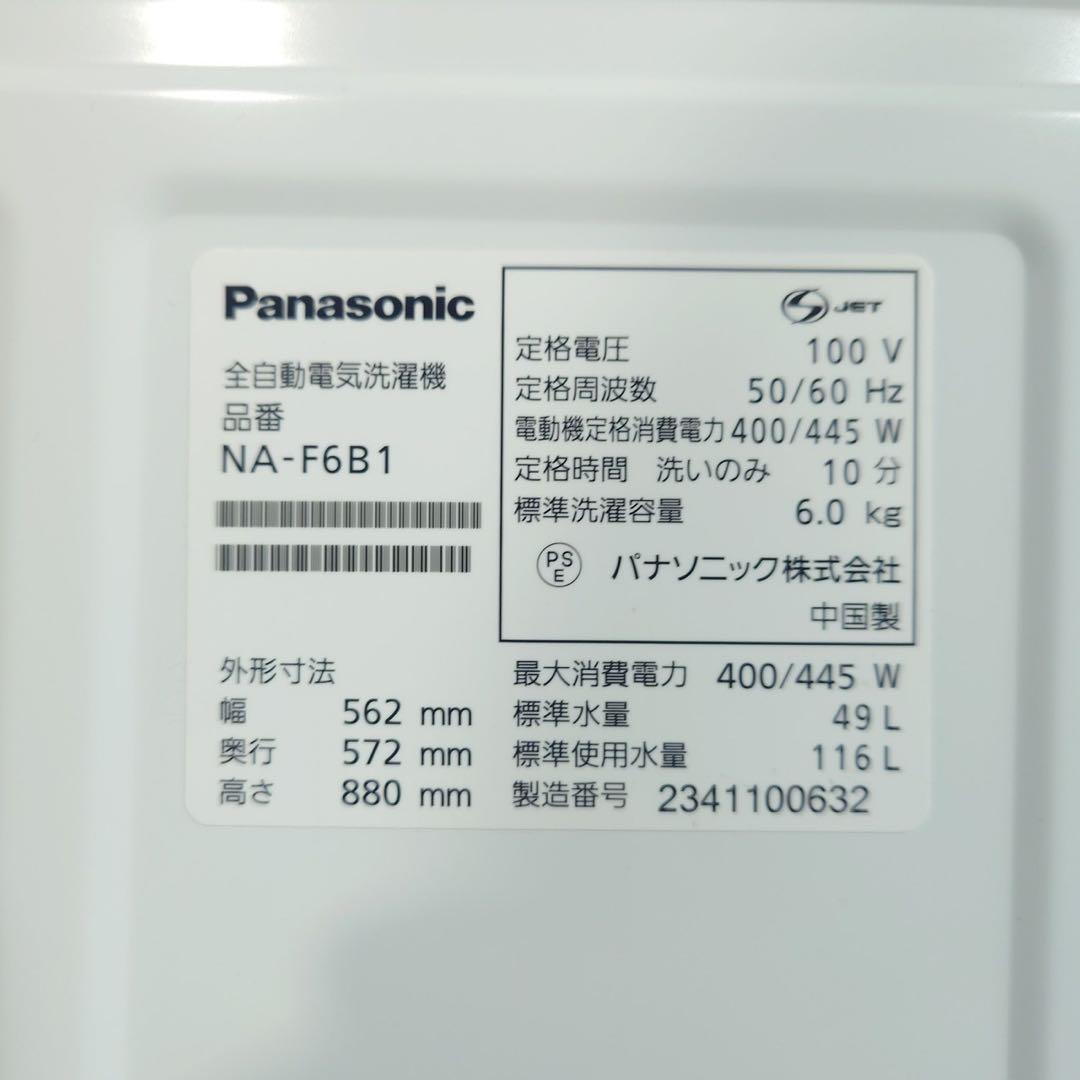 Panasonic
全自動電気洗濯機
品番
NA-F6B1
JET
定格電圧 100 V
定格周波数 50/60 Hz
電動機定格消費電力 400/445 W
定格時間 洗いのみ 10 分
標準洗濯容量 6.0 kg
PS
E
パナソニック株式会社
中国製
外形寸法
幅 562 mm
奥行 572 mm
高さ 880 mm
最大消費電力 400/445 W
標準水量 49 L
標準使用水量 116 L
製造番号 2341100632